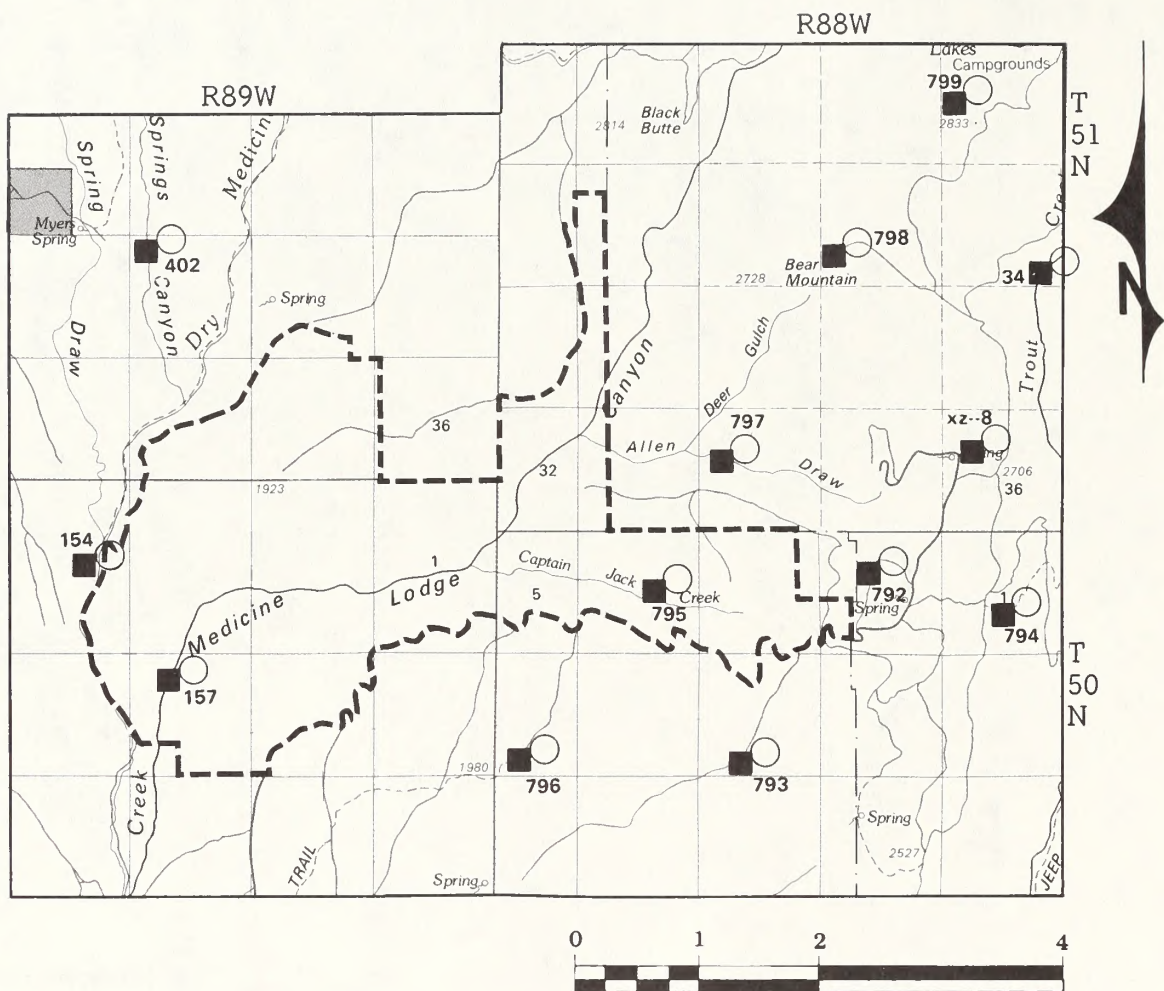 R88W
R89W
Lakes
Campgrounds
799
2833
T
51
N
Black
Butte
2814
Spring
Springs
Medicine
Myers
Spring
402
Canyon
Dry
Draw
Spring
798
Bear
Mountain
2728
34
Creek
N
Trout
Gulch
Deer
Canyon
797
Allen
Draw
xz--8
2706
36
36
32
1923
154
1
Lodge
Captain
Jack
Creek
5
795
792
Spring
1
794
Medicine
157
T
50
N
Creek
1980
796
793
TRAIL
Spring
Spring
2527
JEEP
0 1 2 4